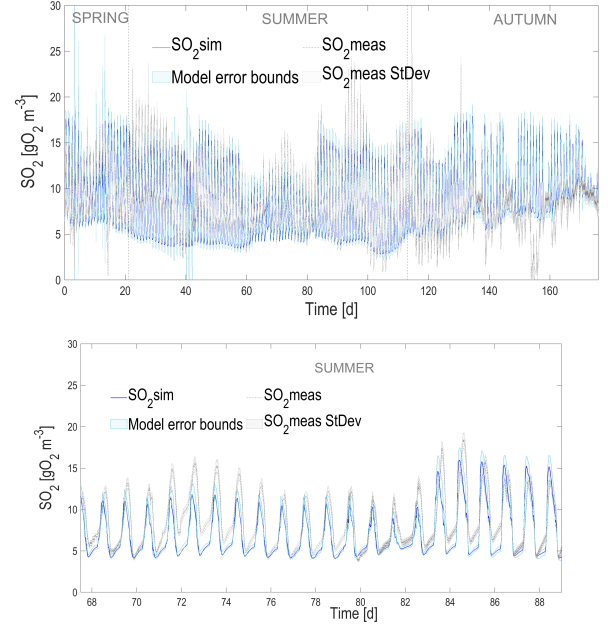 30
SPRING SUMMER AUTUMN
SO2sim SO2meas
25
Model error bounds SO2meas StDev
20
SO2 [gO2 m-3]
15
10
5
0
0 20 40 60 80 100 120 140 160
Time [d]
30
SUMMER
25
SO2sim SO2meas
20
Model error bounds SO2meas StDev
SO2 [gO2 m-3]
15
10
5
0
68 70 72 74 76 78 80 82 84 86 88
Time [d]